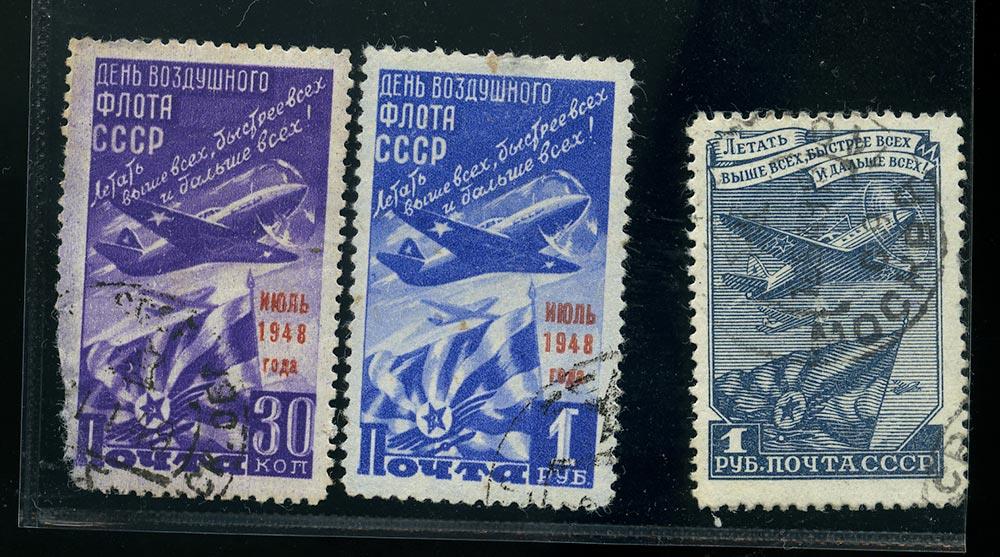 ДЕНЬ ВОЗДУШНОГО
ФЛОТА
СССР
Летать
выше всех, быстрее всех
и дальше всех!
ИЮЛЬ
1948
года
30
КОП
Почта
ДЕНЬ ВОЗДУШНОГО
ФЛОТА
СССР
Летать
выше всех, быстрее всех
и дальше всех!
ИЮЛЬ
1948
года
1
РУБ.
Почта
ЛЕТАТЬ
ВЫШЕ ВСЕХ, БЫСТРЕЕ ВСЕХ
И ДАЛЬШЕ ВСЕХ!
МОСКВА
1
РУБ. ПОЧТА СССР